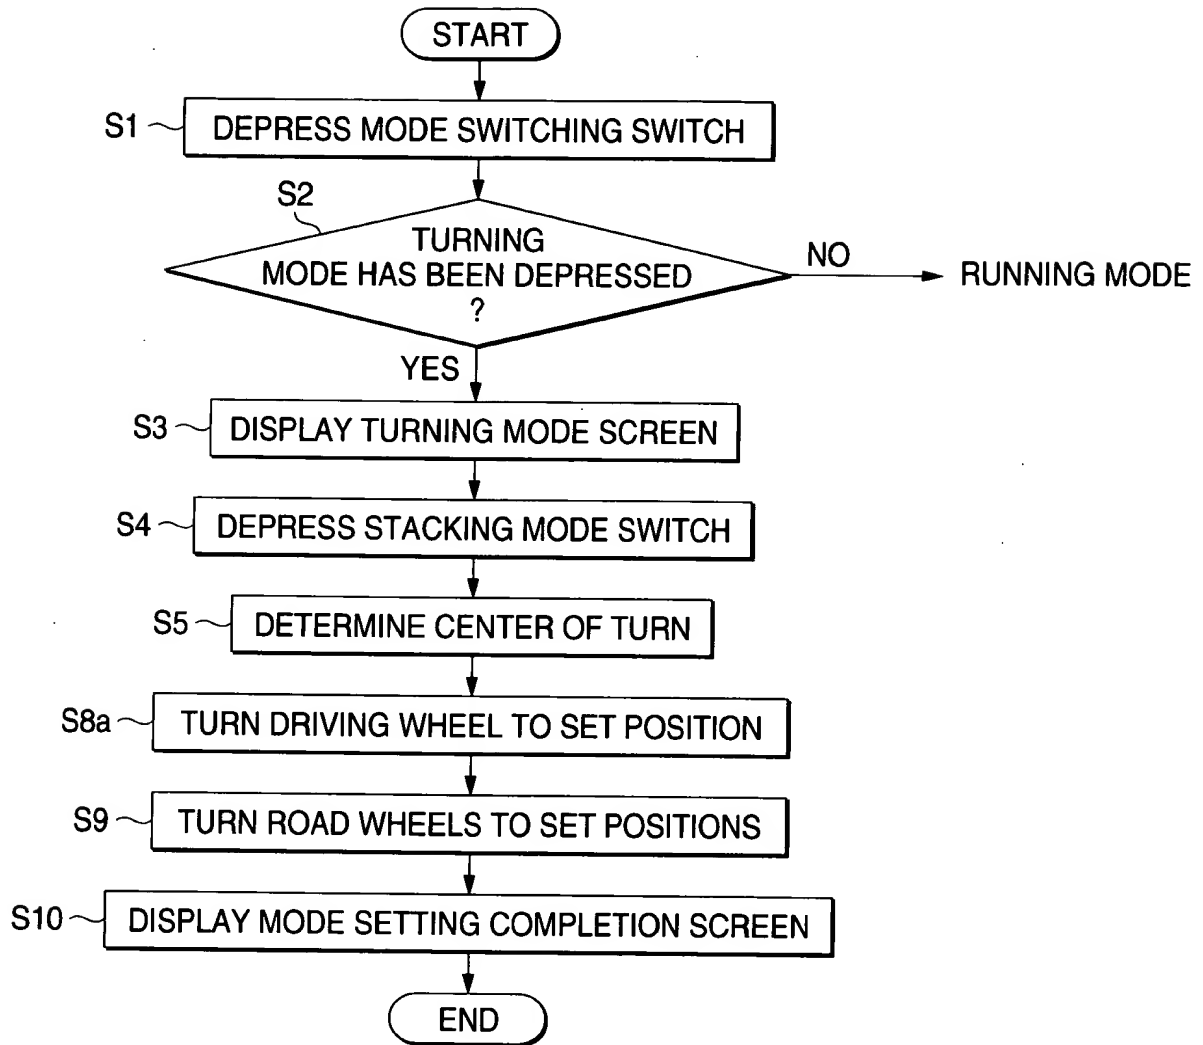 START
S1 DEPRESS MODE SWITCHING SWITCH
S2
TURNING
MODE HAS BEEN DEPRESSED
?
NO
RUNNING MODE
YES
S3 DISPLAY TURNING MODE SCREEN
S4 DEPRESS STACKING MODE SWITCH
S5 DETERMINE CENTER OF TURN
S8a TURN DRIVING WHEEL TO SET POSITION
S9 TURN ROAD WHEELS TO SET POSITIONS
S10 DISPLAY MODE SETTING COMPLETION SCREEN
END